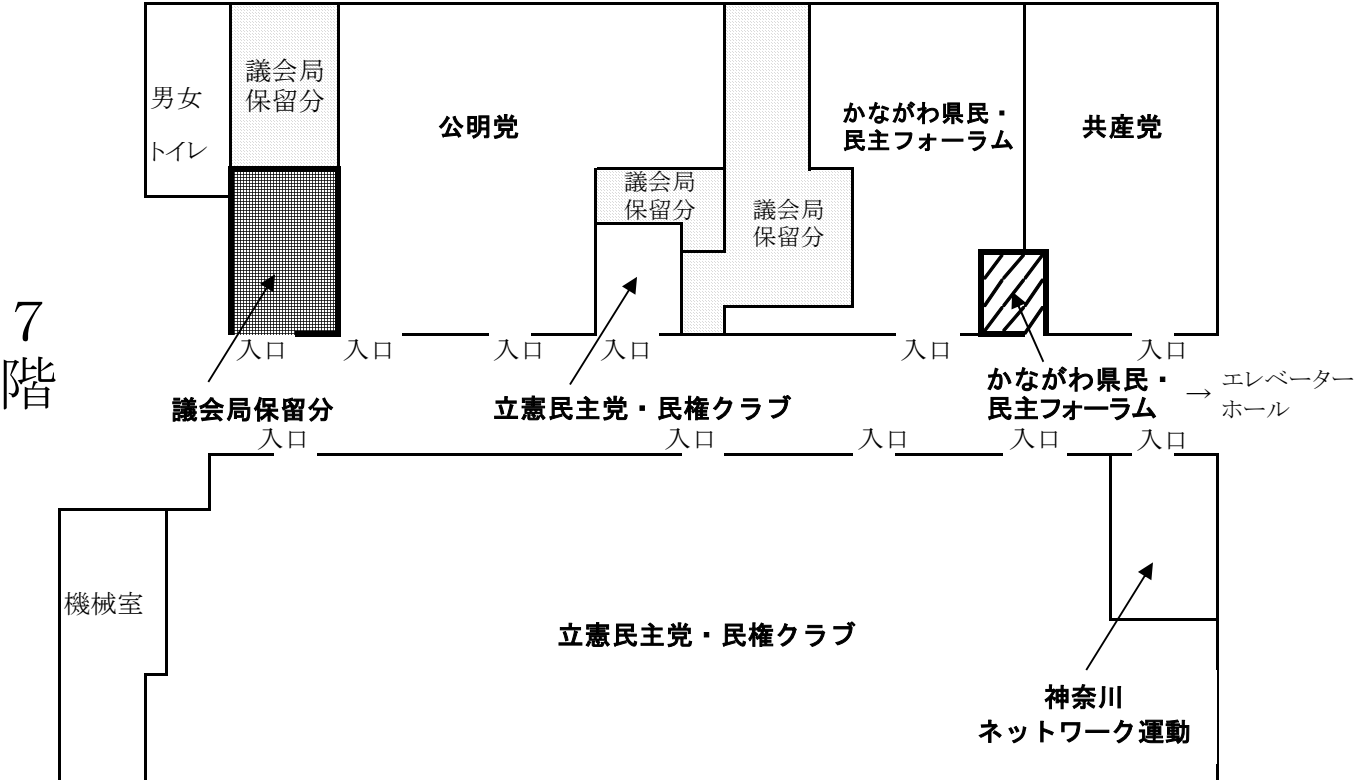 議会局
保留分
男女
トイレ
公明党
かながわ県民・
民主フォーラム
共産党
議会局
保留分
議会局
保留分
7
階
入口
入口
入口
入口
入口
入口
議会局保留分
立憲民主党・民権クラブ
かながわ県民・
民主フォーラム
→ エレベーター
ホール
入口
入口
入口
入口
入口
機械室
立憲民主党・民権クラブ
神奈川
ネットワーク運動